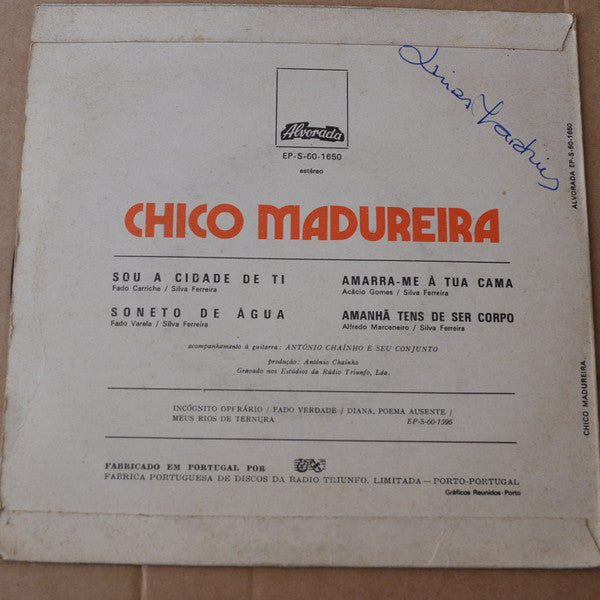 Alvorada
EP-S-60-1650
estéreo
CHICO MADUREIRA
SOU A CIDADE DE TI
Fado Carriche / Silva Ferreira
SONETO DE ÁGUA
Fado Varela / Silva Ferreira
AMARRA-ME À TUA CAMA
Acácio Gomes / Silva Ferreira
AMANHÃ TENS DE SER CORPO
Alfredo Marceneiro / Silva Ferreira
acompanhamento à guitarra: ANTÓNIO CHAÍNHO E SEU CONJUNTO
produção: António Chaínho
Gravado nos Estúdios da Rádio Triunfo, Lda.
INCÓGNITO OPERÁRIO / FADO VERDADE / DIANA, POEMA AUSENTE /
MEUS RIOS DE TERNURA EP-S-60-1596
FABRICADO EM PORTUGAL POR
FABRICA PORTUGUESA DE DISCOS DA RADIO TRIUNFO, LIMITADA — PORTO-PORTUGAL
Gráficos Reunidos-Porto
CHICO MADUREIRA, ALVORADA EP-S-60-1650